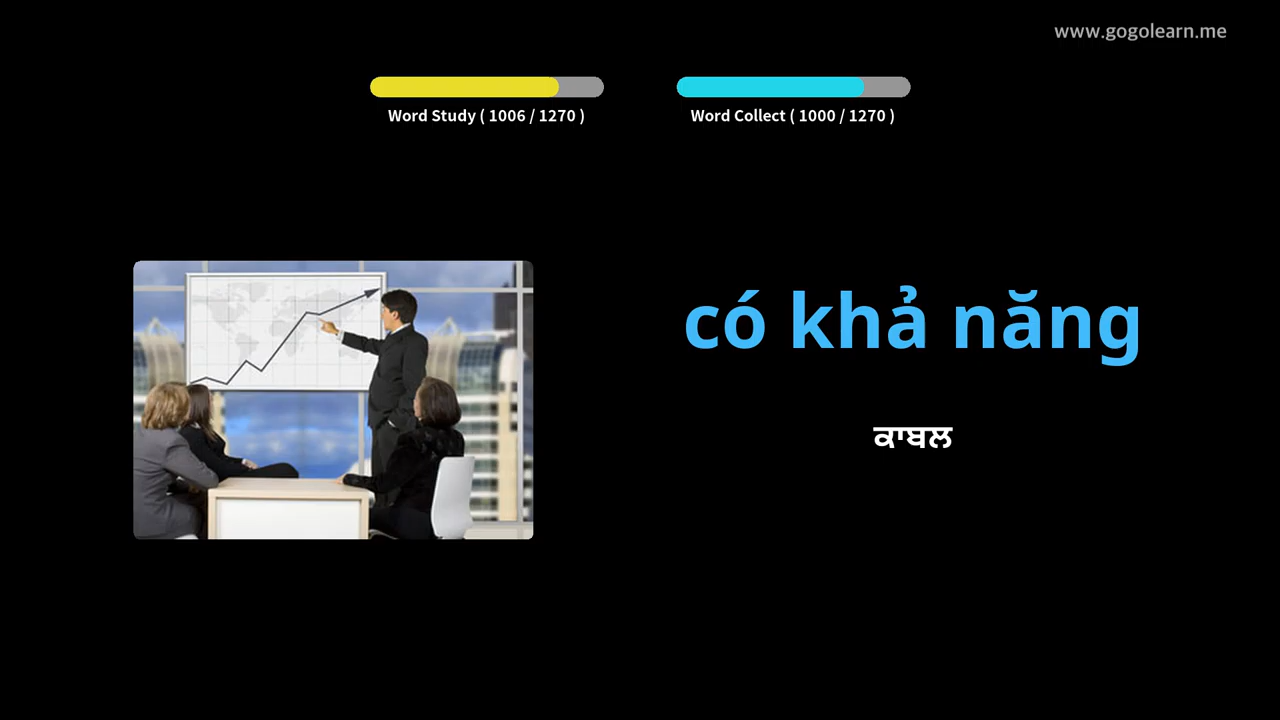 www.gogolearn.me
Word Study ( 1006 / 1270 )
Word Collect ( 1000 / 1270 )
có khả năng
ਕਾਬਲ